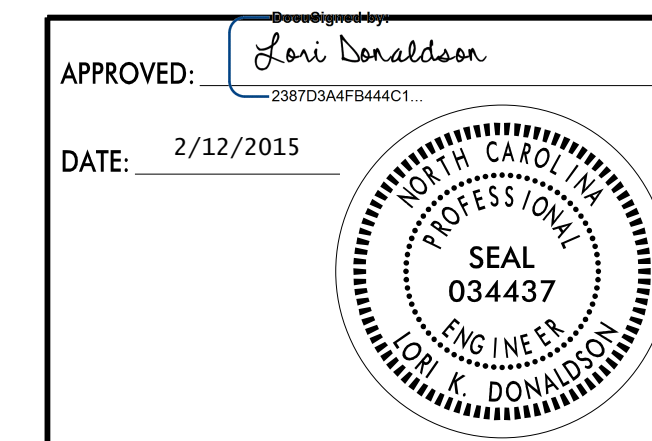 DocuSigned by:
APPROVED: Lori Donaldson
2387D3A4FB444C1...
DATE: 2/12/2015
NORTH CAROLINA
PROFESSIONAL
SEAL
034437
ENGINEER
LORI K. DONALDSON